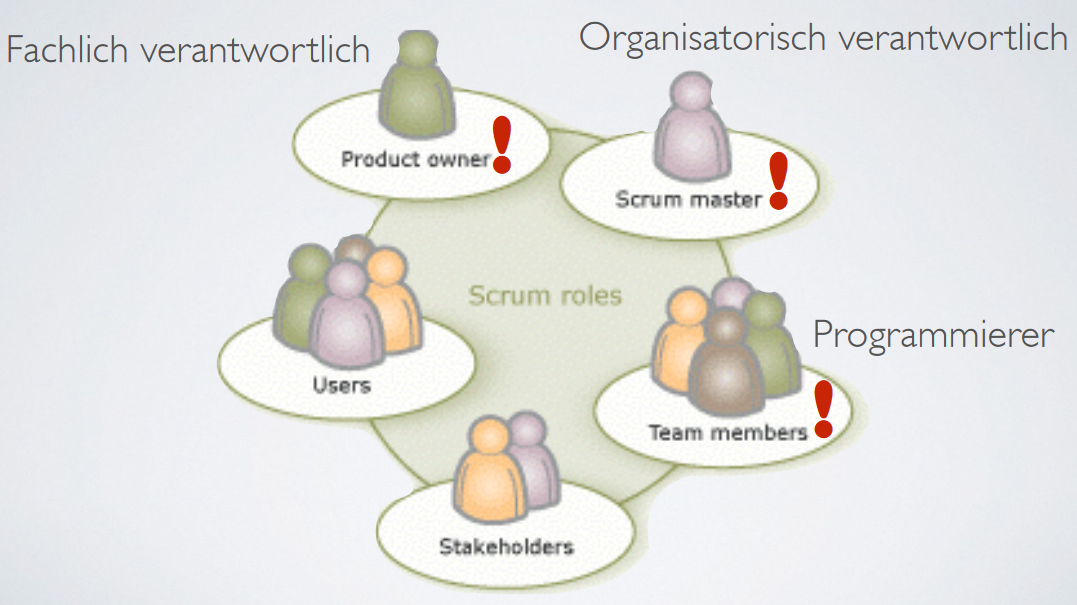 Fachlich verantwortlich
Organisatorisch verantwortlich
Product owner!
Scrum master!
Scrum roles
Programmierer
Users
Team members!
Stakeholders